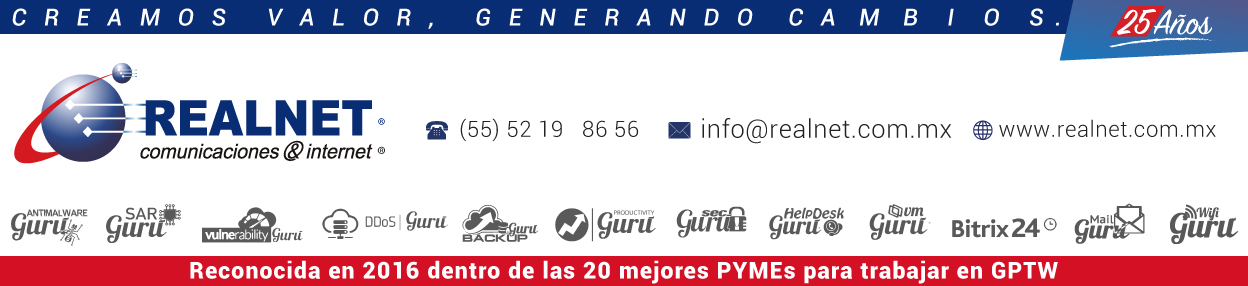 CREAMOS VALOR, GENERANDO CAMBIOS.
25 Años
REALNET®
comunicaciones & internet®
(55) 52 19 86 56
info@realnet.com.mx
www.realnet.com.mx
ANTIMALWARE
Guru
SAR
Guru
vulnerability Guru
DDoS | Guru
Guru
BACKUP
PRODUCTIVITY
Guru
sec
Guru
HelpDesk
Guru
vm
Guru
Bitrix24
Mail
Guru
Wifi
Guru
Reconocida en 2016 dentro de las 20 mejores PYMEs para trabajar en GPTW